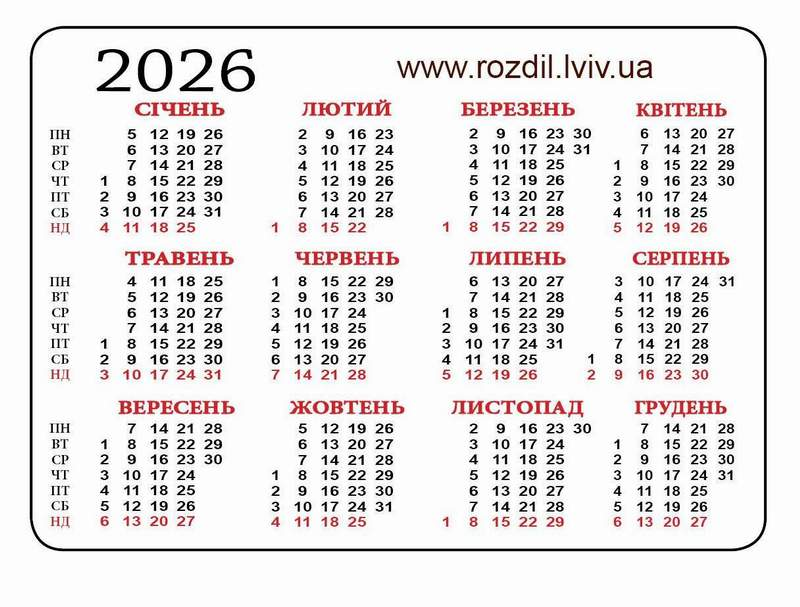 2026 www.rozdil.lviv.ua
СІЧЕНЬ ЛЮТИЙ БЕРЕЗЕНЬ КВІТЕНЬ
ПН 5 12 19 26 2 9 16 23 2 9 16 23 30 6 13 20 27
ВТ 6 13 20 27 3 10 17 24 3 10 17 24 31 7 14 21 28
СР 7 14 21 28 4 11 18 25 4 11 18 25 1 8 15 22 29
ЧТ 1 8 15 22 29 5 12 19 26 5 12 19 26 2 9 16 23 30
ПТ 2 9 16 23 30 6 13 20 27 6 13 20 27 3 10 17 24
СБ 3 10 17 24 31 7 14 21 28 7 14 21 28 4 11 18 25
НД 4 11 18 25 1 8 15 22 1 8 15 22 29 5 12 19 26
ТРАВЕНЬ ЧЕРВЕНЬ ЛИПЕНЬ СЕРПЕНЬ
ПН 4 11 18 25 1 8 15 22 29 6 13 20 27 3 10 17 24 31
ВТ 5 12 19 26 2 9 16 23 30 7 14 21 28 4 11 18 25
СР 6 13 20 27 3 10 17 24 1 8 15 22 29 5 12 19 26
ЧТ 7 14 21 28 4 11 18 25 2 9 16 23 30 6 13 20 27
ПТ 1 8 15 22 29 5 12 19 26 3 10 17 24 31 7 14 21 28
СБ 2 9 16 23 30 6 13 20 27 4 11 18 25 1 8 15 22 29
НД 3 10 17 24 31 7 14 21 28 5 12 19 26 2 9 16 23 30
ВЕРЕСЕНЬ ЖОВТЕНЬ ЛИСТОПАД ГРУДЕНЬ
ПН 7 14 21 28 5 12 19 26 2 9 16 23 30 7 14 21 28
ВТ 1 8 15 22 29 6 13 20 27 3 10 17 24 1 8 15 22 29
СР 2 9 16 23 30 7 14 21 28 4 11 18 25 2 9 16 23 30
ЧТ 3 10 17 24 1 8 15 22 29 5 12 19 26 3 10 17 24 31
ПТ 4 11 18 25 2 9 16 23 30 6 13 20 27 4 11 18 25
СБ 5 12 19 26 3 10 17 24 31 7 14 21 28 5 12 19 26
НД 6 13 20 27 4 11 18 25 1 8 15 22 29 6 13 20 27